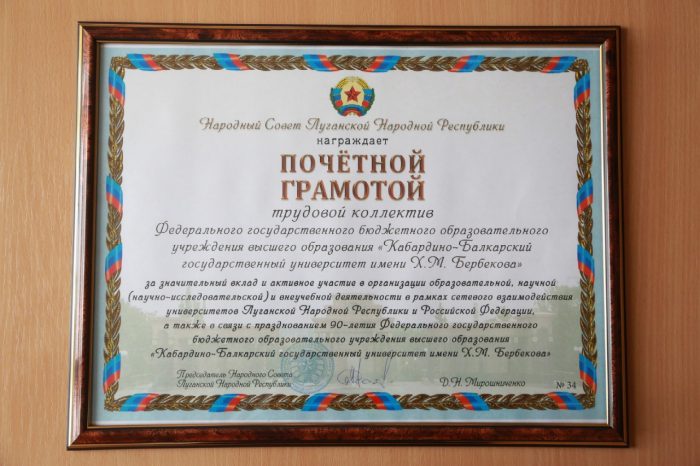 Народный Совет Луганской Народной Республики
награждает
ПОЧЁТНОЙ
ГРАМОТОЙ
трудовой коллектив
Федерального государственного бюджетного образовательного
учреждения высшего образования «Кабардино-Балкарский
государственный университет имени Х.М. Бербекова»
за значительный вклад и активное участие в организации образовательной, научной
(научно-исследовательской) и внеучебной деятельности в рамках сетевого взаимодействия
университетов Луганской Народной Республики и Российской Федерации,
а также в связи с празднованием 90-летия Федерального государственного
бюджетного образовательного учреждения высшего образования
«Кабардино-Балкарский государственный университет имени Х.М. Бербекова»
Председатель Народного Совета
Луганской Народной Республики
Д.Н. Мирошниченко
№ 34